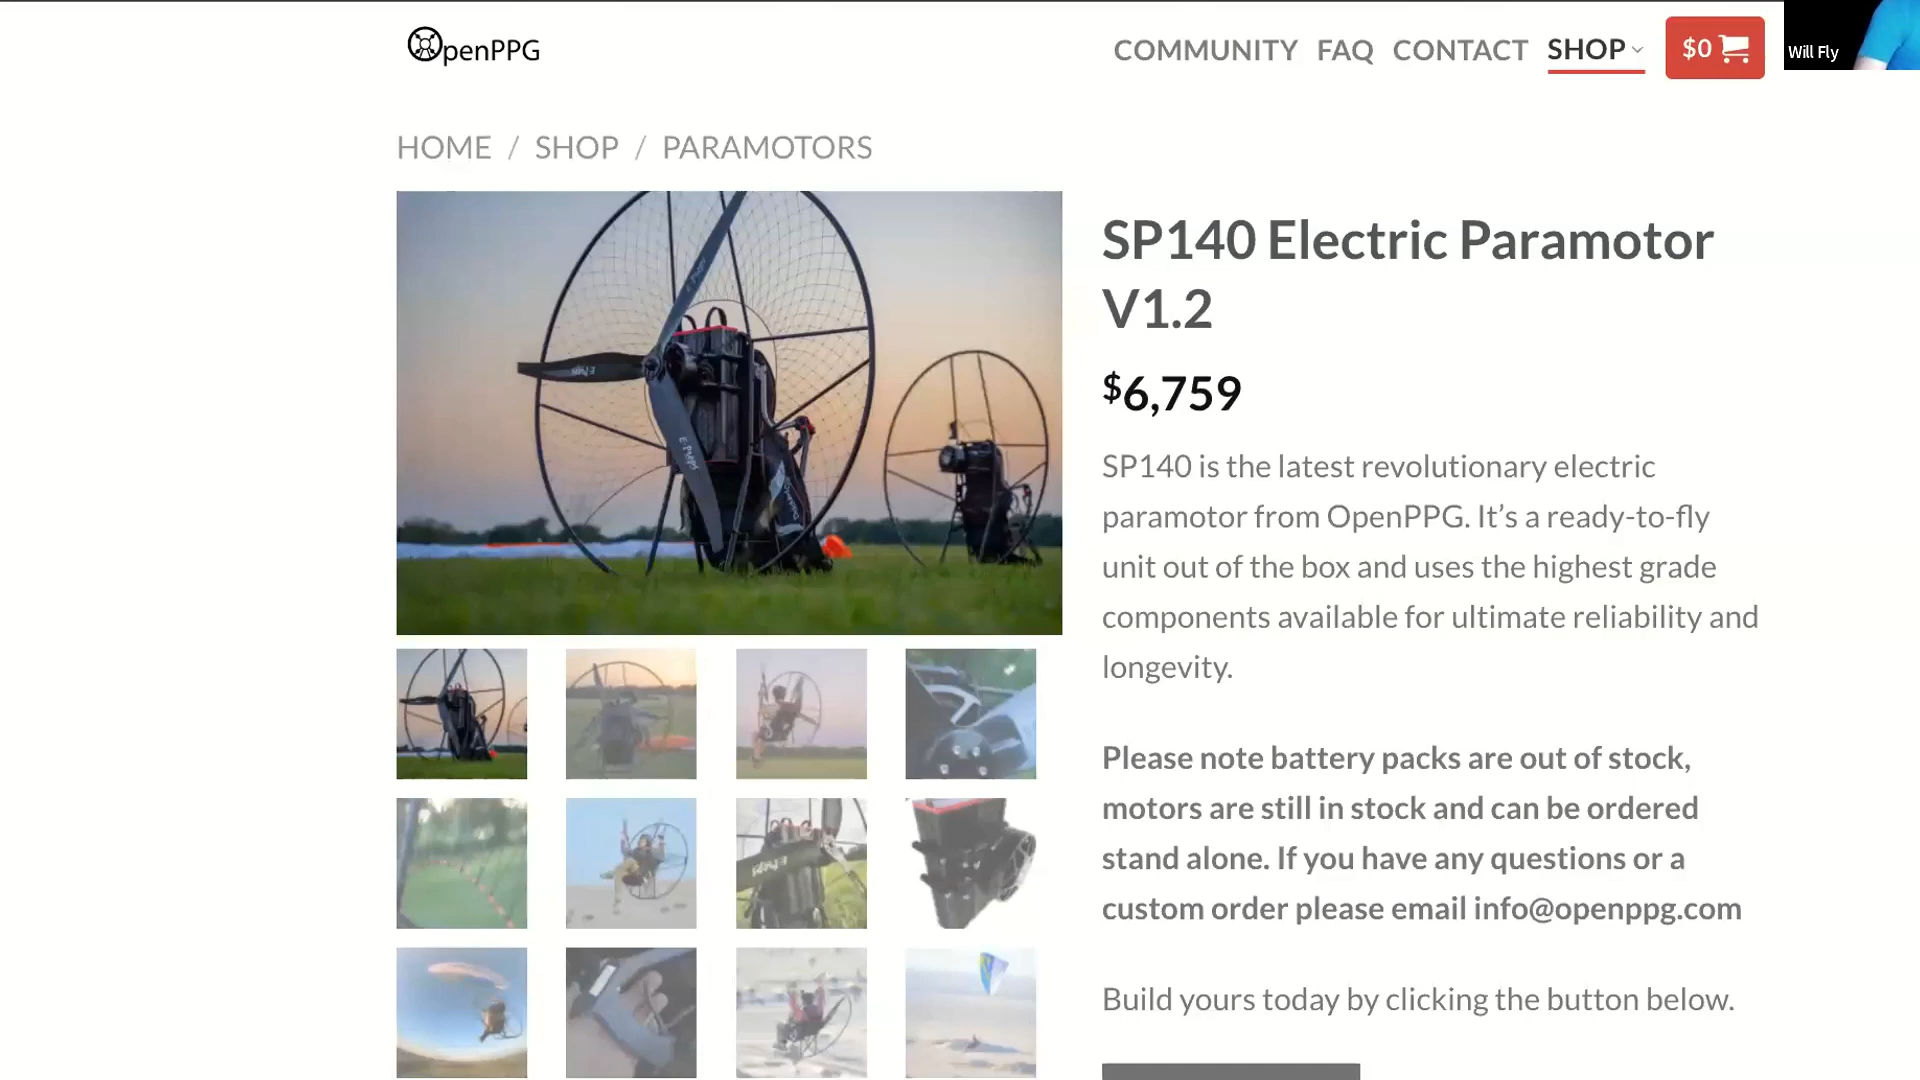 OpenPPG
COMMUNITY FAQ CONTACT SHOP $0
Will Fly
HOME / SHOP / PARAMOTORS
SP140 Electric Paramotor
V1.2
$6,759
SP140 is the latest revolutionary electric
paramotor from OpenPPG. It’s a ready-to-fly
unit out of the box and uses the highest grade
components available for ultimate reliability and
longevity.
Please note battery packs are out of stock,
motors are still in stock and can be ordered
stand alone. If you have any questions or a
custom order please email info@openppg.com
Build yours today by clicking the button below.
E-Props
E-Props
E-Props